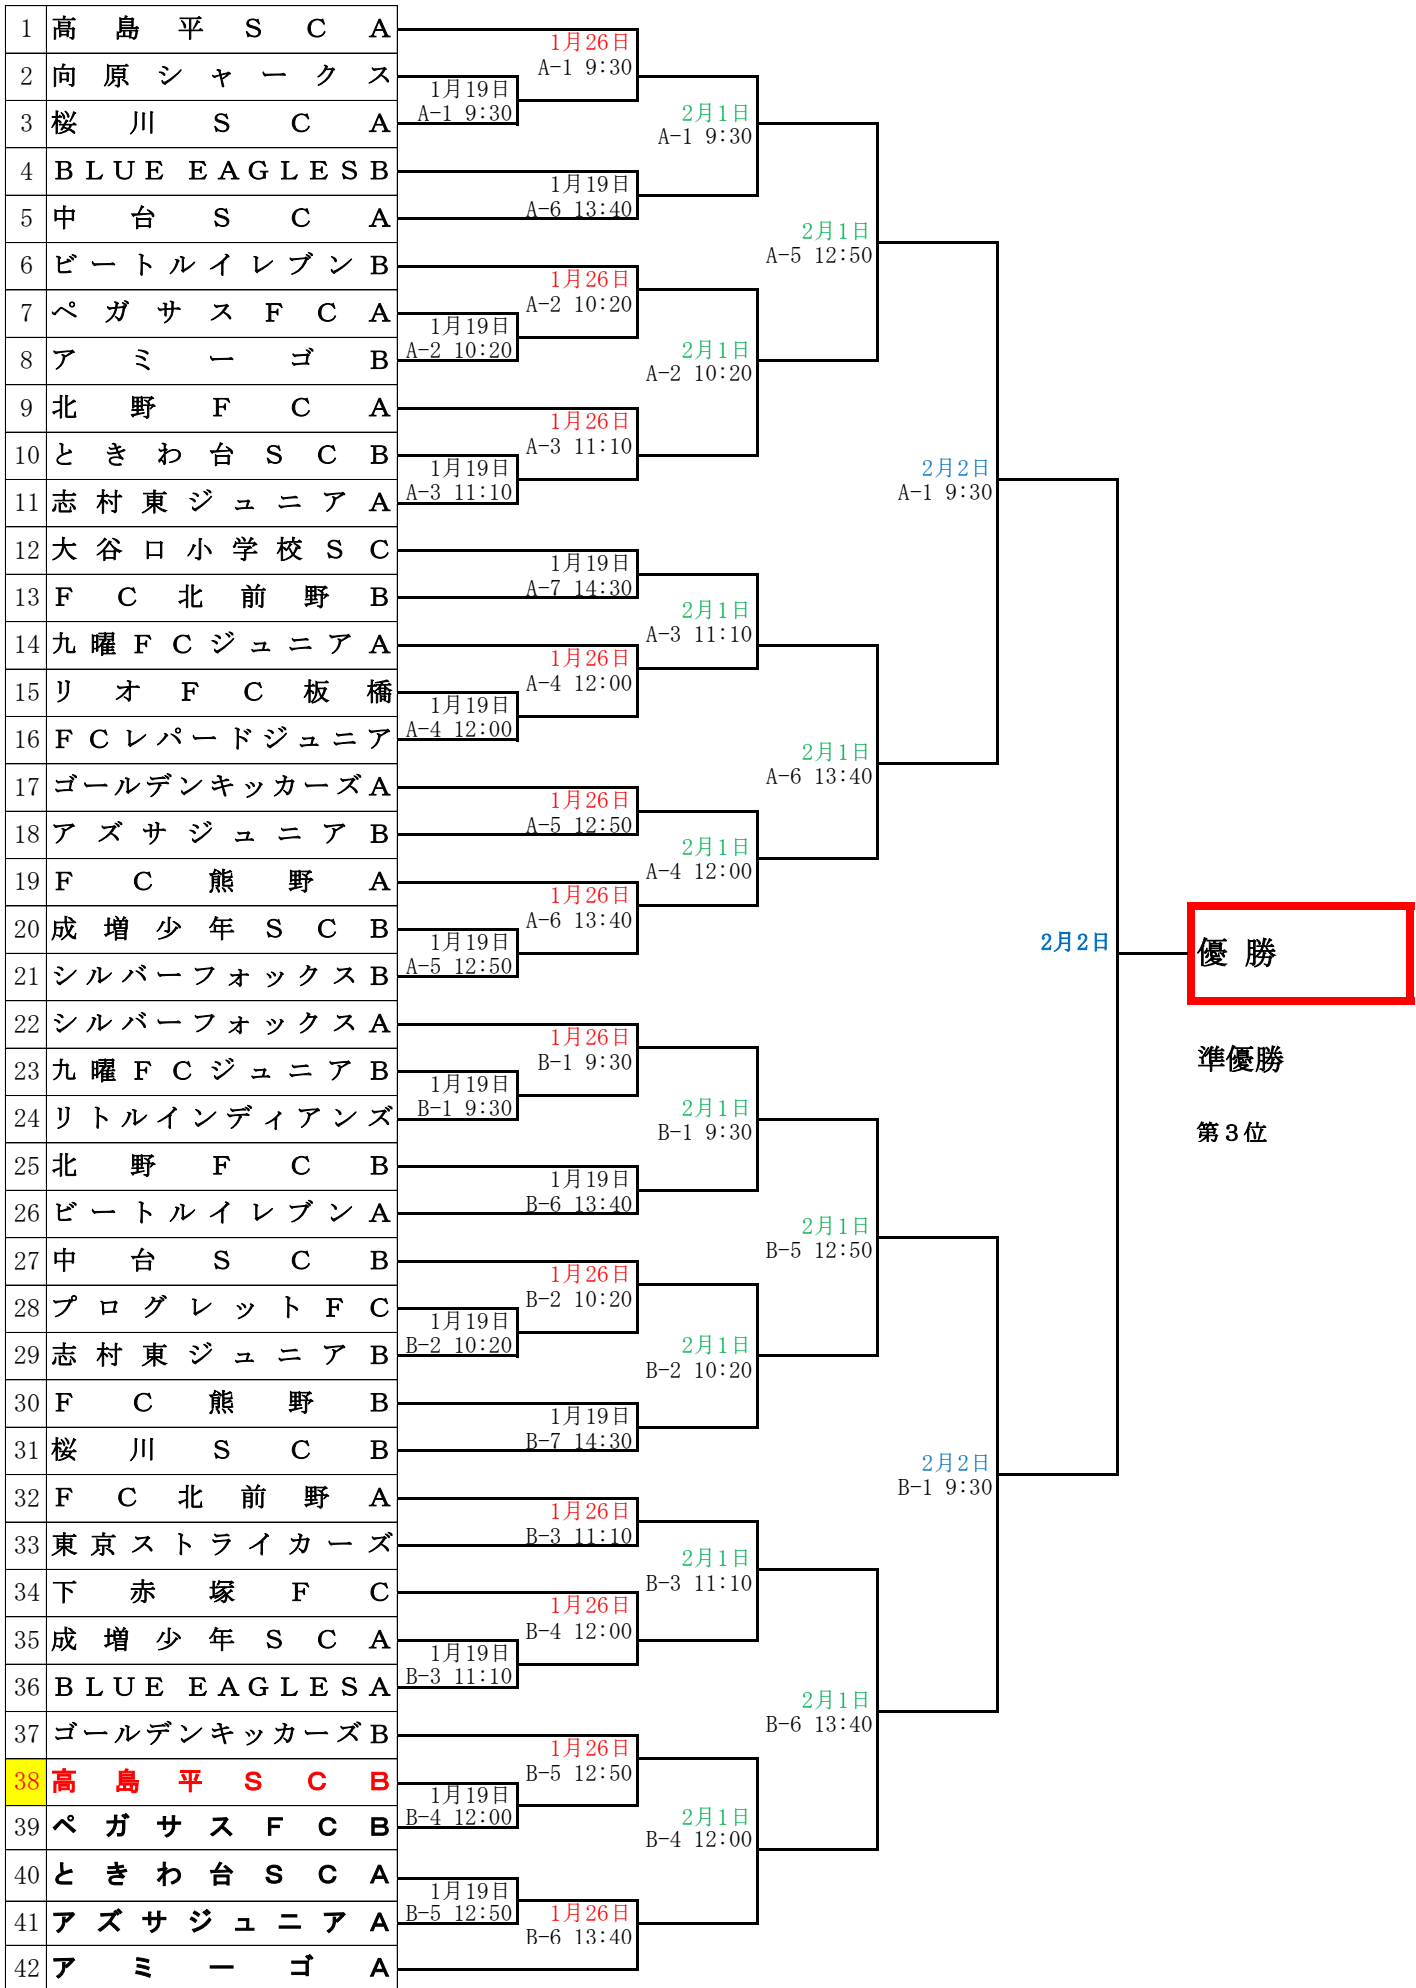 1 高島平SCA
1月26日
A-1 9:30
2 向原シャークス
1月19日
A-1 9:30
3 桜川SCA
2月1日
A-1 9:30
4 BLUE EAGLESB
1月19日
A-6 13:40
5 中台SCA
2月1日
A-5 12:50
6 ビートルイレブンB
1月26日
A-2 10:20
7 ペガサスFCA
1月19日
A-2 10:20
8 アミーゴB
2月1日
A-2 10:20
9 北野FCA
1月26日
A-3 11:10
10 ときわ台SCB
1月19日
A-3 11:10
11 志村東ジュニアA
2月2日
A-1 9:30
12 大谷口小学校SC
1月19日
A-7 14:30
13 FC北前野B
2月1日
A-3 11:10
14 九曜FCジュニアA
1月26日
A-4 12:00
15 リオFC板橋
1月19日
A-4 12:00
16 FCレパードジュニア
2月1日
A-6 13:40
17 ゴールデンキッカーズA
1月26日
A-5 12:50
18 アズサジュニアB
2月1日
A-4 12:00
19 FC熊野A
1月26日
A-6 13:40
20 成増少年SCB
1月19日
A-5 12:50
21 シルバーフォックスB
2月2日
優勝
22 シルバーフォックスA
1月26日
B-1 9:30
準優勝
23 九曜FCジュニアB
1月19日
B-1 9:30
24 リトルインディアンズ
2月1日
B-1 9:30
第3位
25 北野FCB
1月19日
B-6 13:40
26 ビートルイレブンA
2月1日
B-5 12:50
27 中台SCB
1月26日
B-2 10:20
28 プログレットFC
1月19日
B-2 10:20
29 志村東ジュニアB
2月1日
B-2 10:20
30 FC熊野B
1月19日
B-7 14:30
31 桜川SCB
2月2日
B-1 9:30
32 FC北前野A
1月26日
B-3 11:10
33 東京ストライカーズ
2月1日
B-3 11:10
34 下赤塚FC
1月26日
B-4 12:00
35 成増少年SCA
1月19日
B-3 11:10
36 BLUE EAGLESA
2月1日
B-6 13:40
37 ゴールデンキッカーズB
1月26日
B-5 12:50
38 高島平SCB
1月19日
B-4 12:00
39 ペガサスFCB
2月1日
B-4 12:00
40 ときわ台SCA
1月19日
B-5 12:50
41 アズサジュニアA
1月26日
B-6 13:40
42 アミーゴA